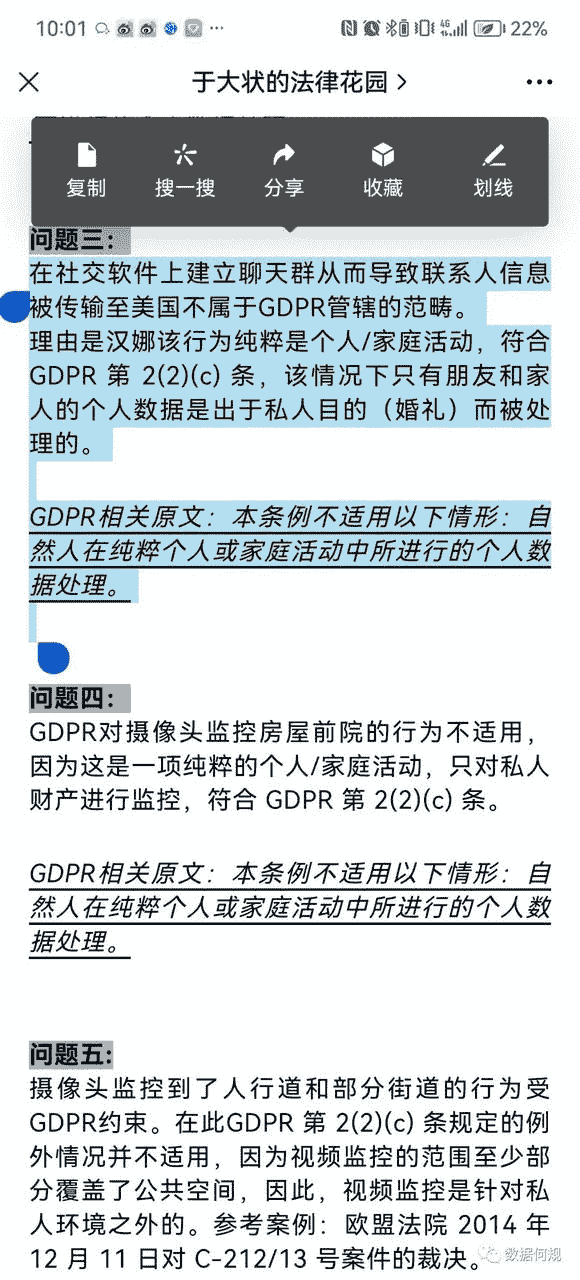 10:01
4G
22%
于大状的法律花园
复制 搜一搜 分享 收藏 划线
问题三：
在社交软件上建立聊天群从而导致联系人信息
被传输至美国不属于GDPR管辖的范畴。
理由是汉娜该行为纯粹是个人/家庭活动，符合
GDPR 第 2(2)(c) 条，该情况下只有朋友和家
人的个人数据是出于私人目的（婚礼）而被处
理的。
GDPR相关原文：本条例不适用以下情形：自
然人在纯粹个人或家庭活动中所进行的个人数
据处理。
问题四：
GDPR对摄像头监控房屋前院的行为不适用，
因为这是一项纯粹的个人/家庭活动，只对私人
财产进行监控，符合 GDPR 第 2(2)(c) 条。
GDPR相关原文：本条例不适用以下情形：自
然人在纯粹个人或家庭活动中所进行的个人数
据处理。
问题五:
摄像头监控到了人行道和部分街道的行为受
GDPR约束。在此GDPR 第 2(2)(c) 条规定的例
外情况并不适用，因为视频监控的范围至少部
分覆盖了公共空间，因此，视频监控是针对私
人环境之外的。参考案例：欧盟法院 2014 年
12 月 11 日对 C-212/13 号案件的裁决。
数据何规